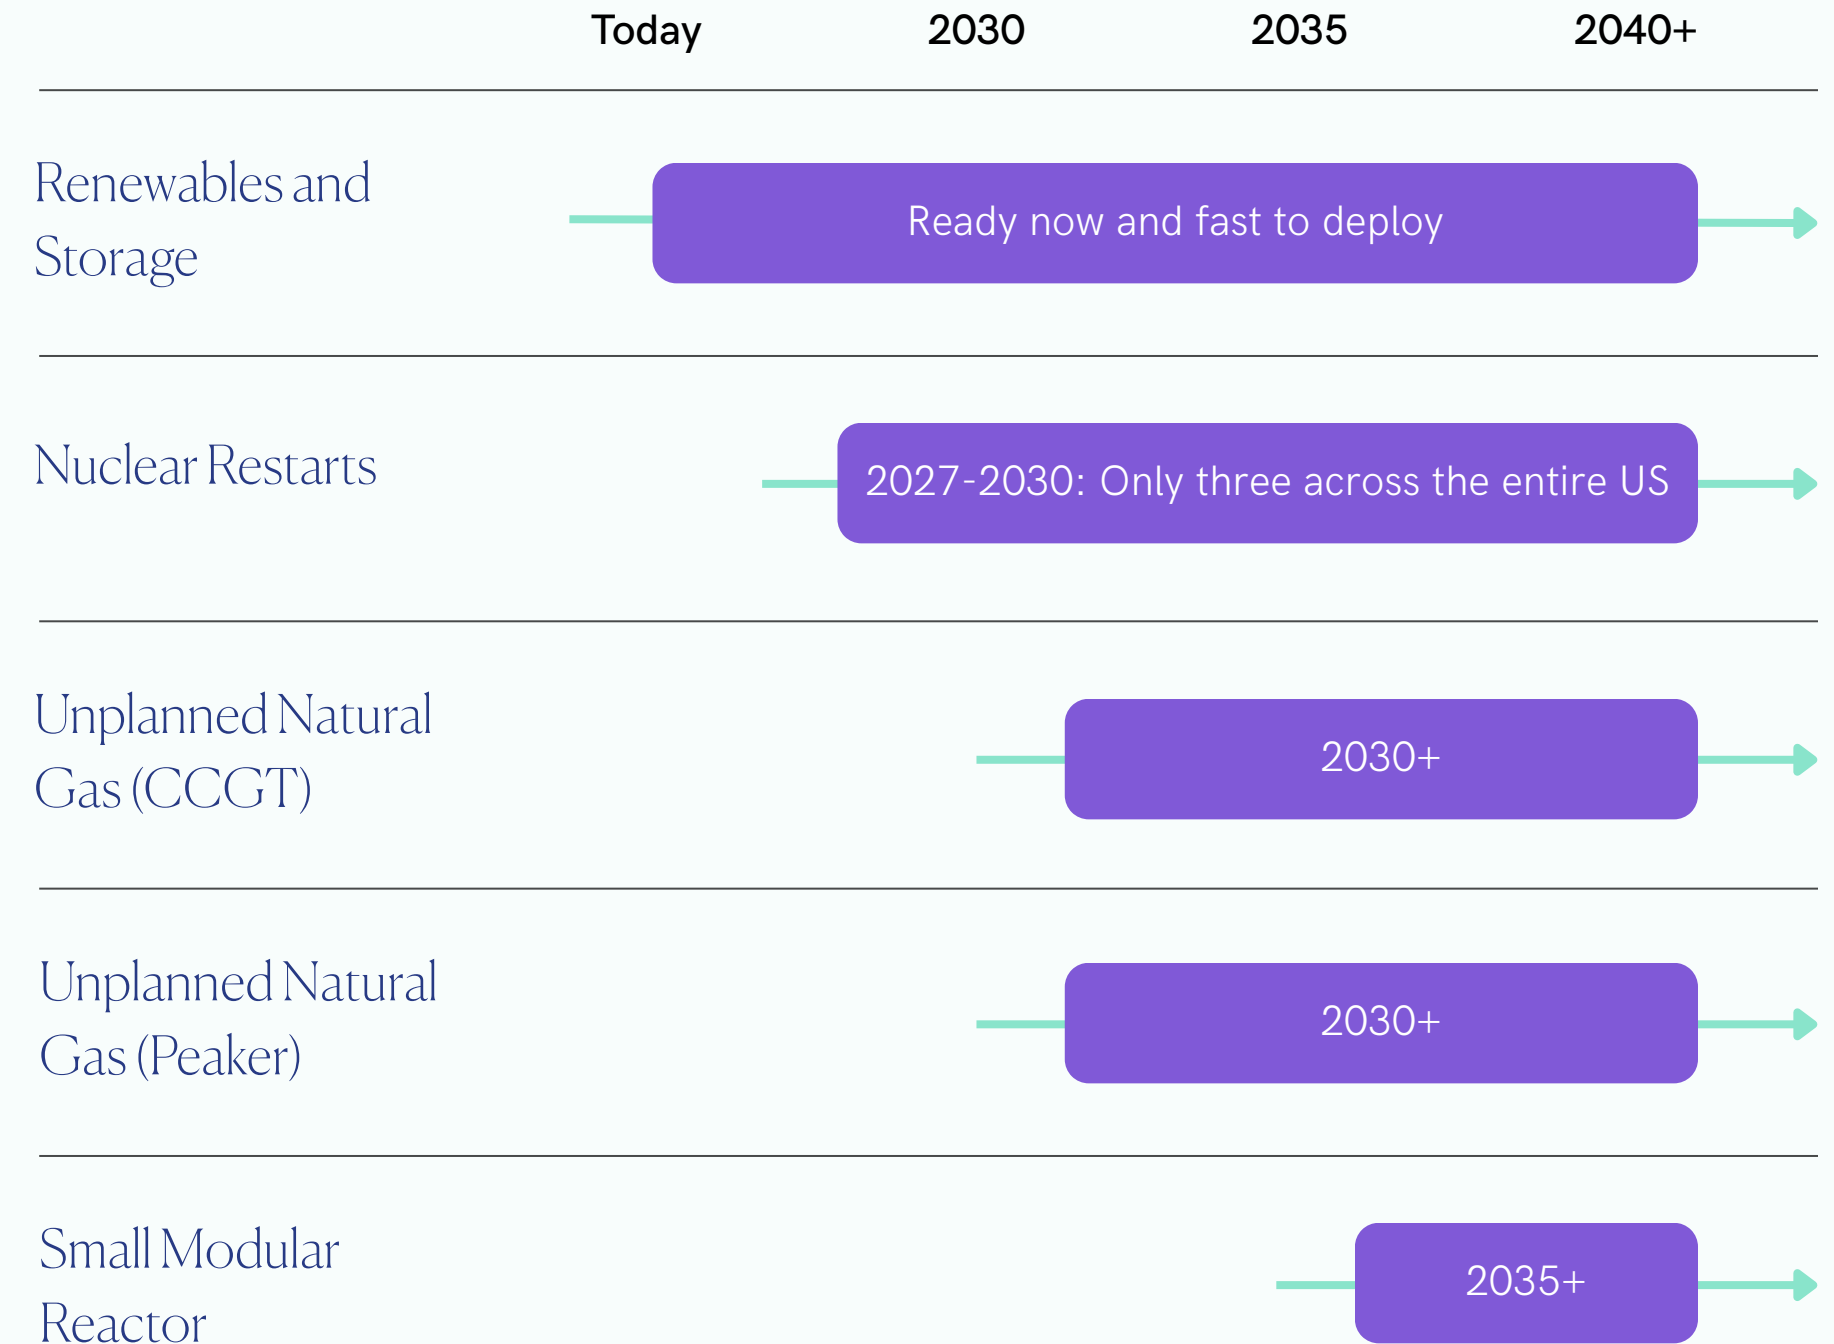 Today 2030 2035 2040+
Renewables and
Storage
Ready now and fast to deploy
Nuclear Restarts
2027-2030: Only three across the entire US
Unplanned Natural
Gas (CCGT)
2030+
Unplanned Natural
Gas (Peaker)
2030+
Small Modular
Reactor
2035+